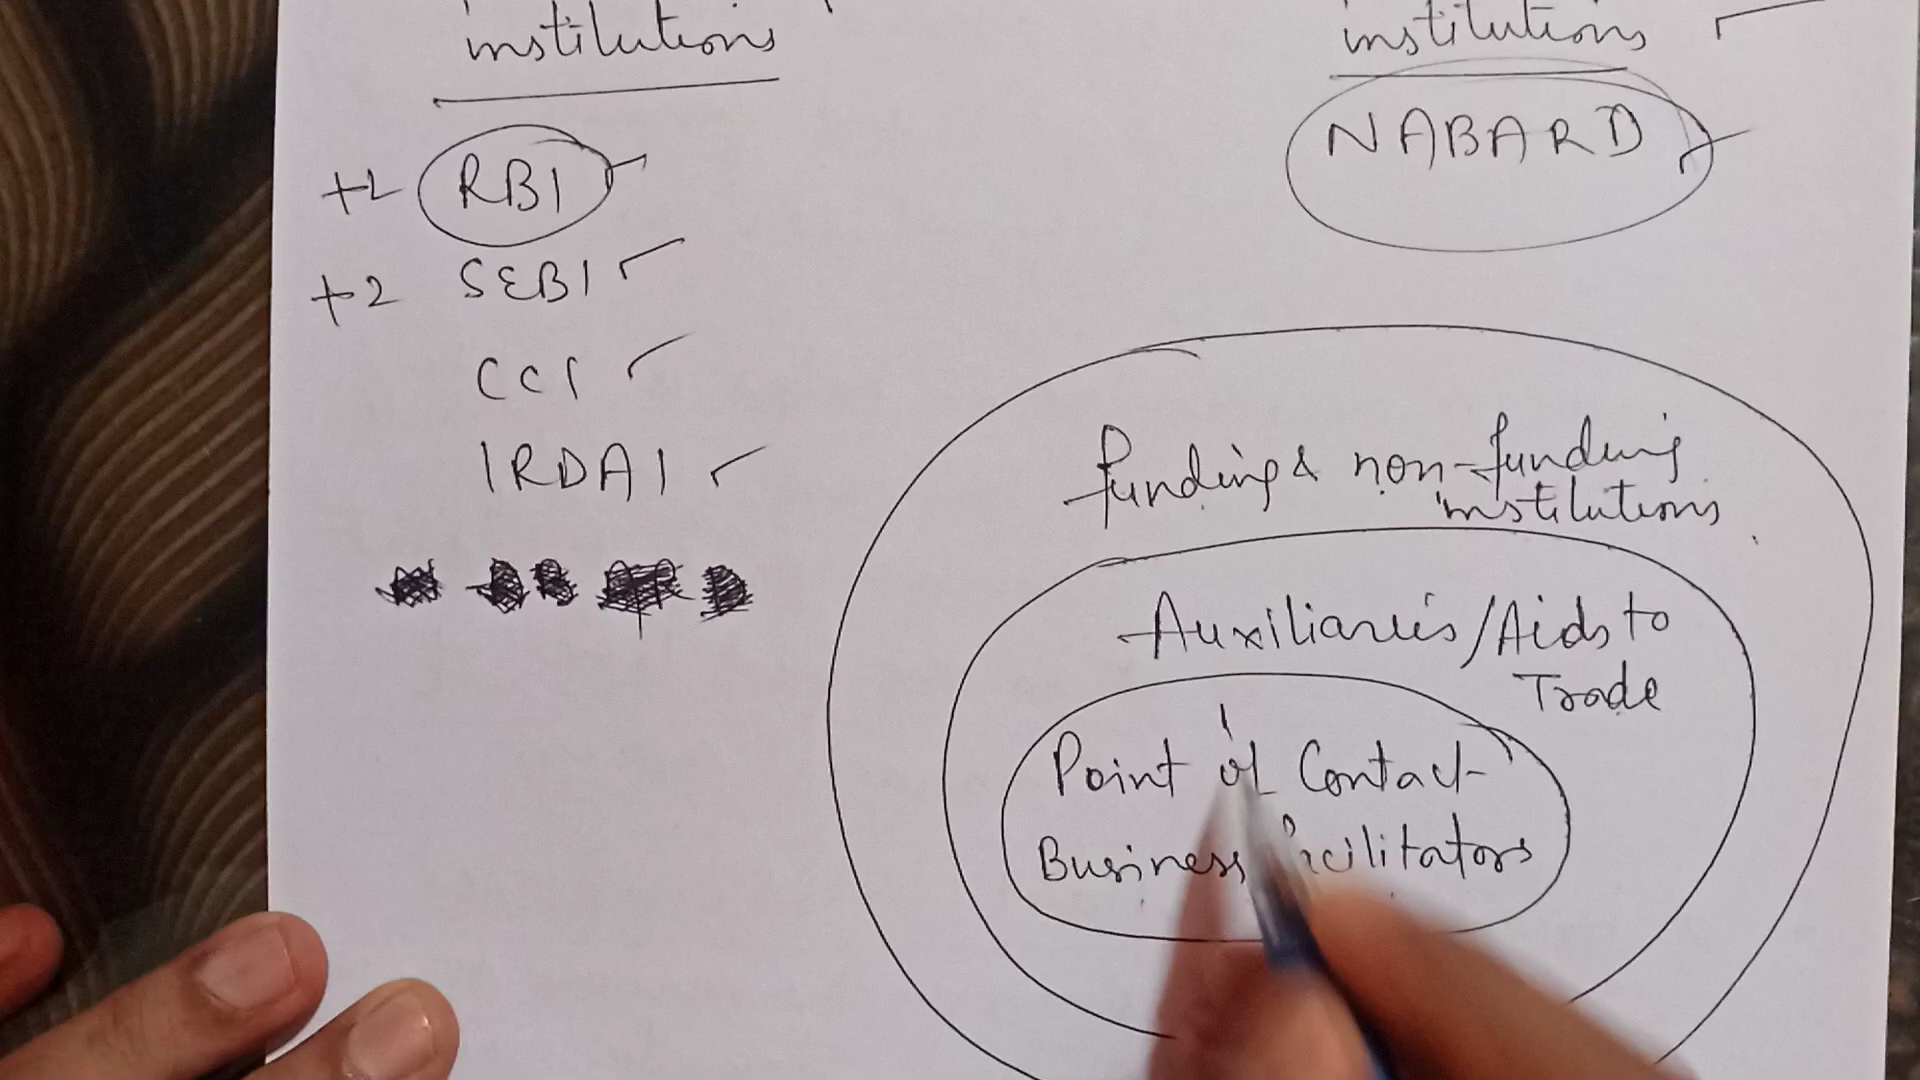 institutions
+1 RBI
+2 SEBI
CCI
IRDAI
institutions
NABARD
funding & non-funding
institutions
Auxiliaries/Aids to
Trade
Point of Contact
Business facilitators